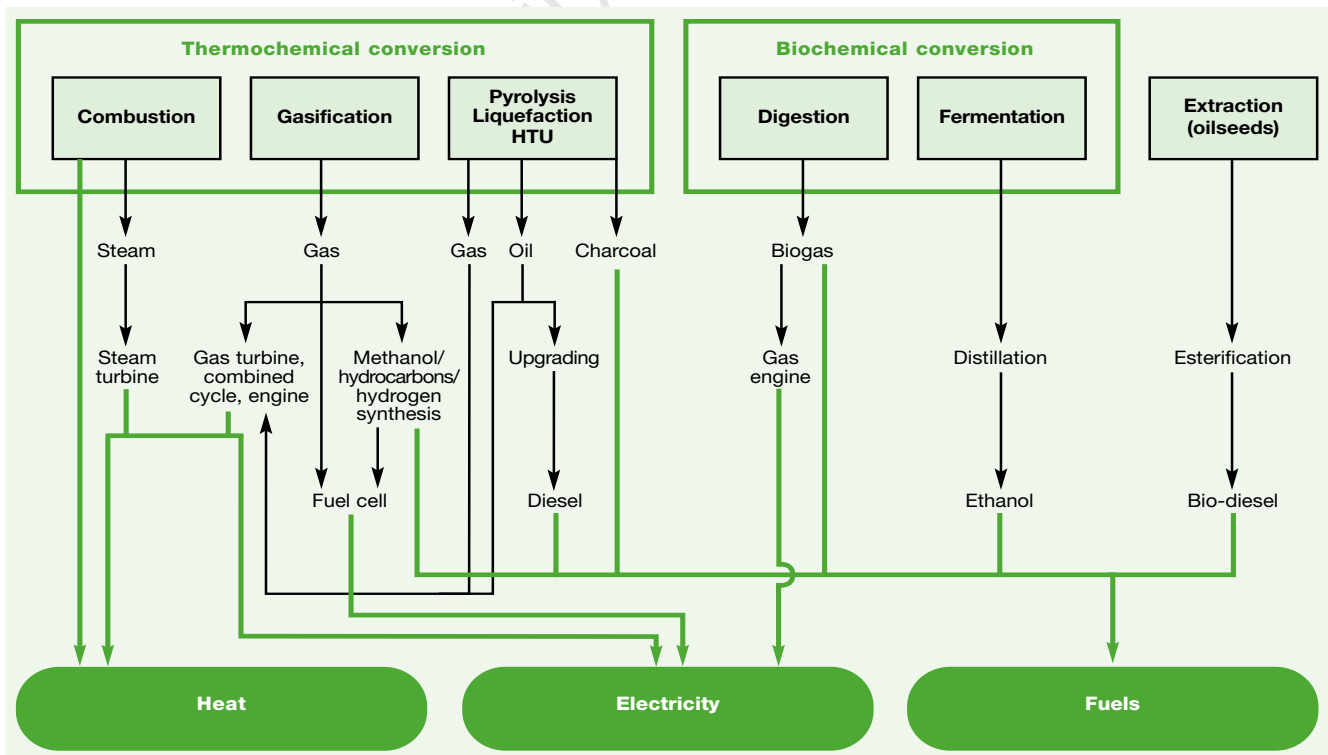 Thermochemical conversion
Biochemical conversion
Combustion
Gasification
Pyrolysis
Liquefaction
HTU
Digestion
Fermentation
Extraction
(oilseeds)
Steam
Gas
Gas
Oil
Charcoal
Biogas
Steam
turbine
Gas turbine,
combined
cycle, engine
Methanol/
hydrocarbons/
hydrogen
synthesis
Upgrading
Gas
engine
Distillation
Esterification
Fuel cell
Diesel
Ethanol
Bio-diesel
Heat
Electricity
Fuels